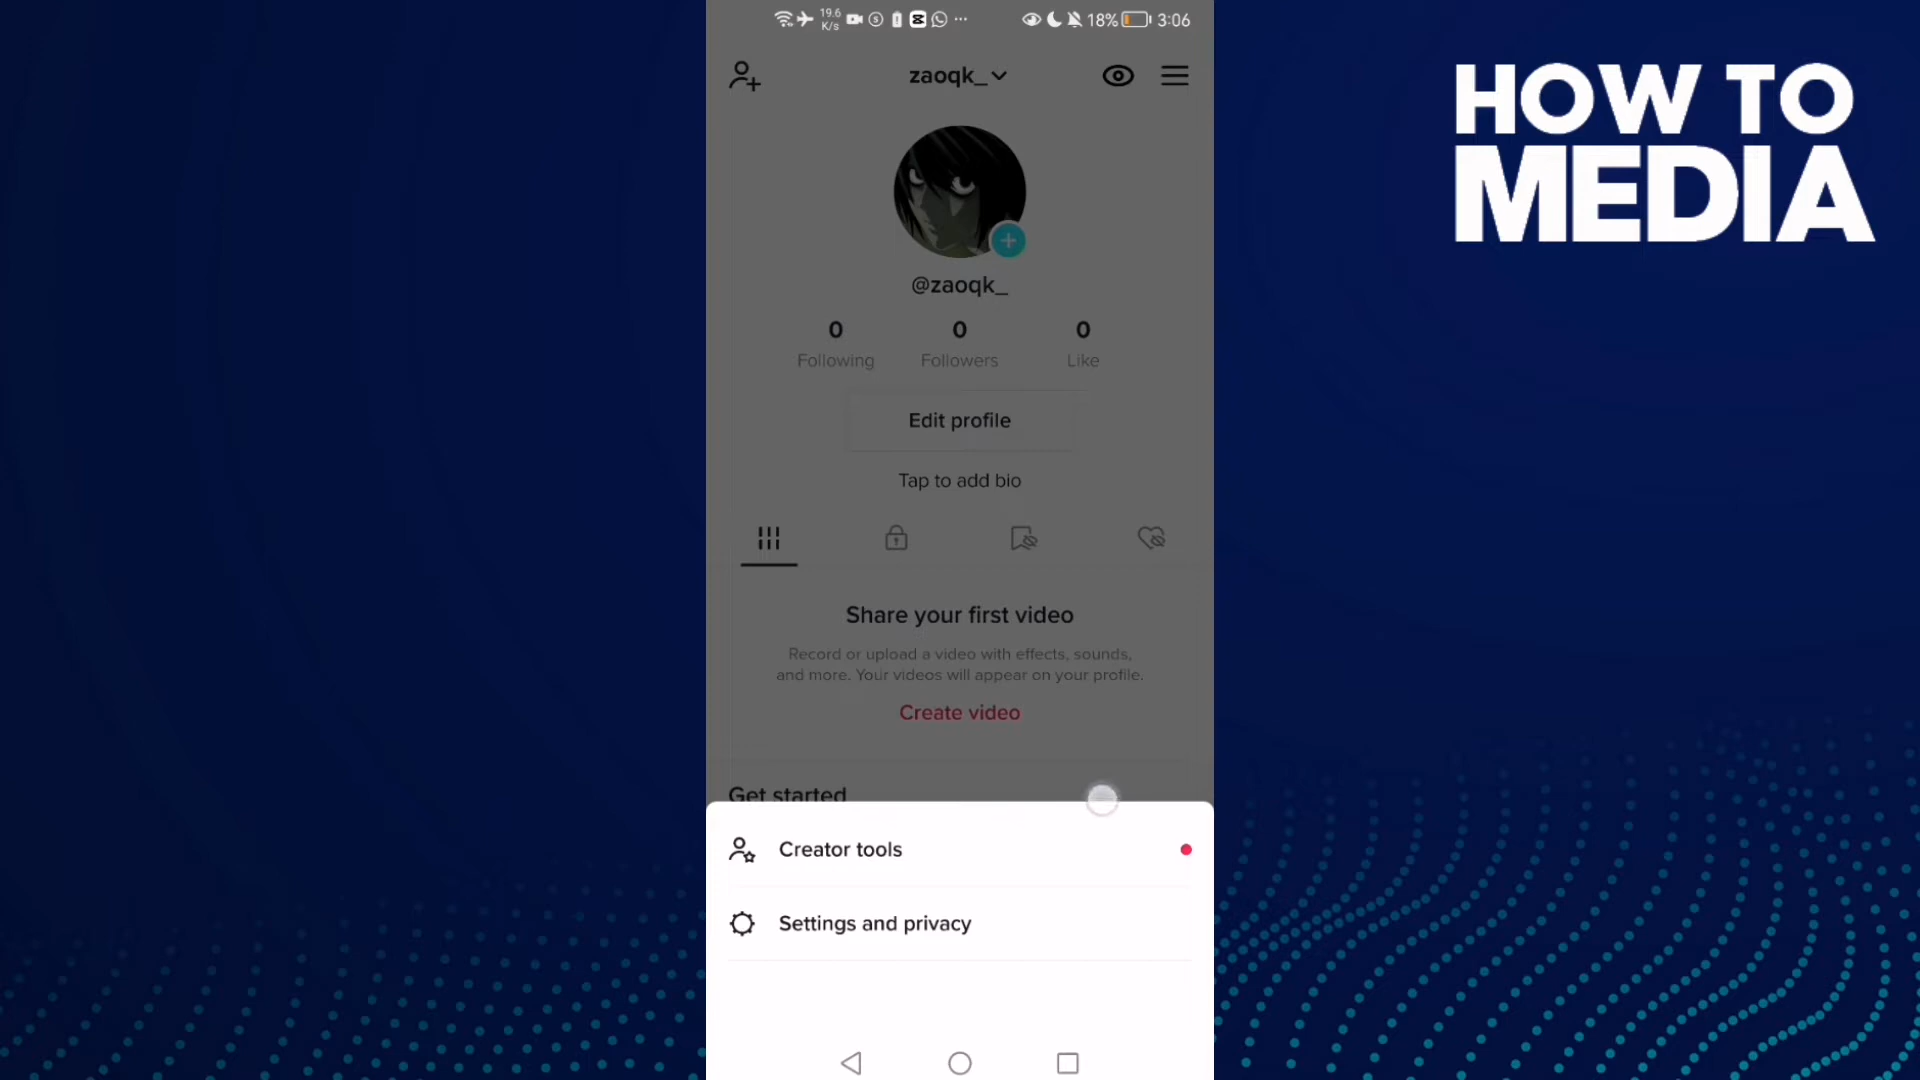 19.6
K/s
18%
3:06
zaoqk_
@zaoqk_
0 0 0
Following Followers Like
Edit profile
Tap to add bio
Share your first video
Record or upload a video with effects, sounds,
and more. Your videos will appear on your profile.
Create video
Get started
Creator tools
Settings and privacy
HOW TO
MEDIA